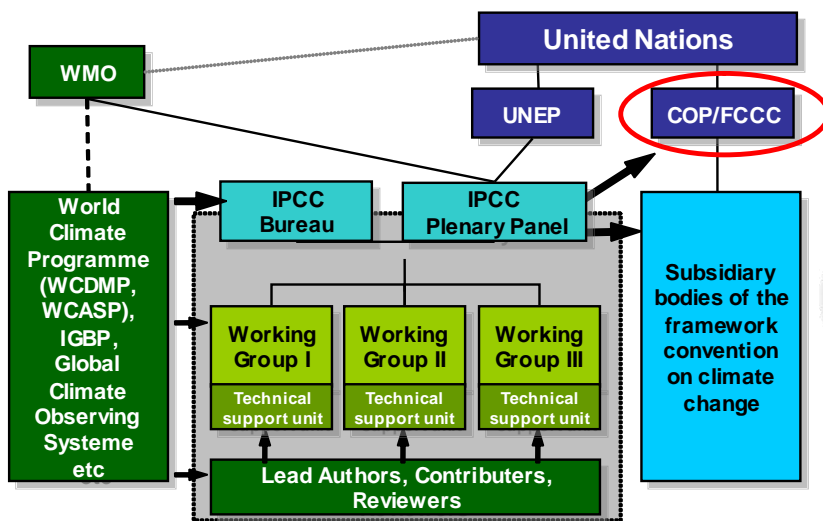 United Nations
WMO
UNEP
COP/FCCC
IPCC
Bureau
IPCC
Plenary Panel
World
Climate
Programme
(WCDMP,
WCASP),
IGBP,
Global
Climate
Observing
Systeme
etc
Working
Group I
Technical
support unit
Working
Group II
Technical
support unit
Working
Group III
Technical
support unit
Lead Authors, Contributers,
Reviewers
Subsidiary
bodies of the
framework
convention
on climate
change